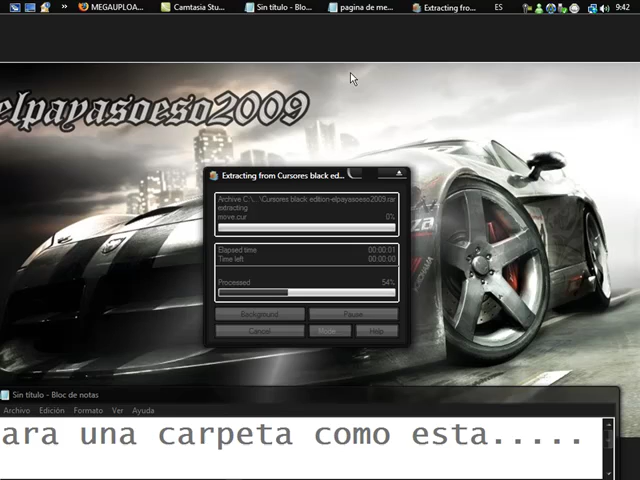 MEGAUPLOA...
Camtasia Stu...
Sin título - Blo...
pagina de me...
Extracting fro...
ES
9:42
elpayasoeso2009
Extracting from Cursores black ed...
Archive C:\...\Cursores black edition-elpayasoeso2009.rar
extracting
move.cur 0%
Elapsed time 00:00:01
Time left 00:00:00
Processed 54%
Background Pause
Cancel Mode... Help
Sin título - Bloc de notas
Archivo Edición Formato Ver Ayuda
ara una carpeta como esta.....